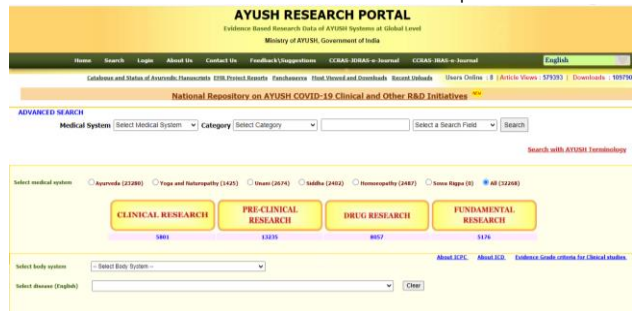 AYUSH RESEARCH PORTAL
Evidence Based Research Data of AYUSH Systems at Global Level
Ministry of AYUSH, Government of India
Home Search Login About Us Contact Us Feedback\Suggestions CCRAS-JDRAS-e-Journal CCRAS-JRAS-e-Journal English
Catalogue and Status of Ayurvedic Manuscripts EMR Project Reports Panchasavra Most Viewed and Downloads Recent Uploads Users Online : 8 | Article Views : 579393 | Downloads : 109790
National Repository on AYUSH COVID-19 Clinical and Other R&D Initiatives
ADVANCED SEARCH
Medical System Select Medical System Category Select Category Select a Search Field Search
Search with AYUSH Terminology
Select medical system Ayurveda (23280) Yoga and Naturopathy (1425) Unani (2674) Siddha (2402) Homoeopathy (2487) Sowa Rigpa (0) All (32268)
CLINICAL RESEARCH PRE-CLINICAL RESEARCH DRUG RESEARCH FUNDAMENTAL RESEARCH
5801 13235 8057 5176
About ICPC About ICD Evidence Grade criteria for Clinical studies
Select body system -- Select Body System --
Select disease (English) Clear